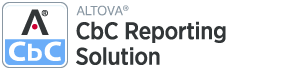 ALTOVA®
A®
CbC
CbC Reporting
Solution